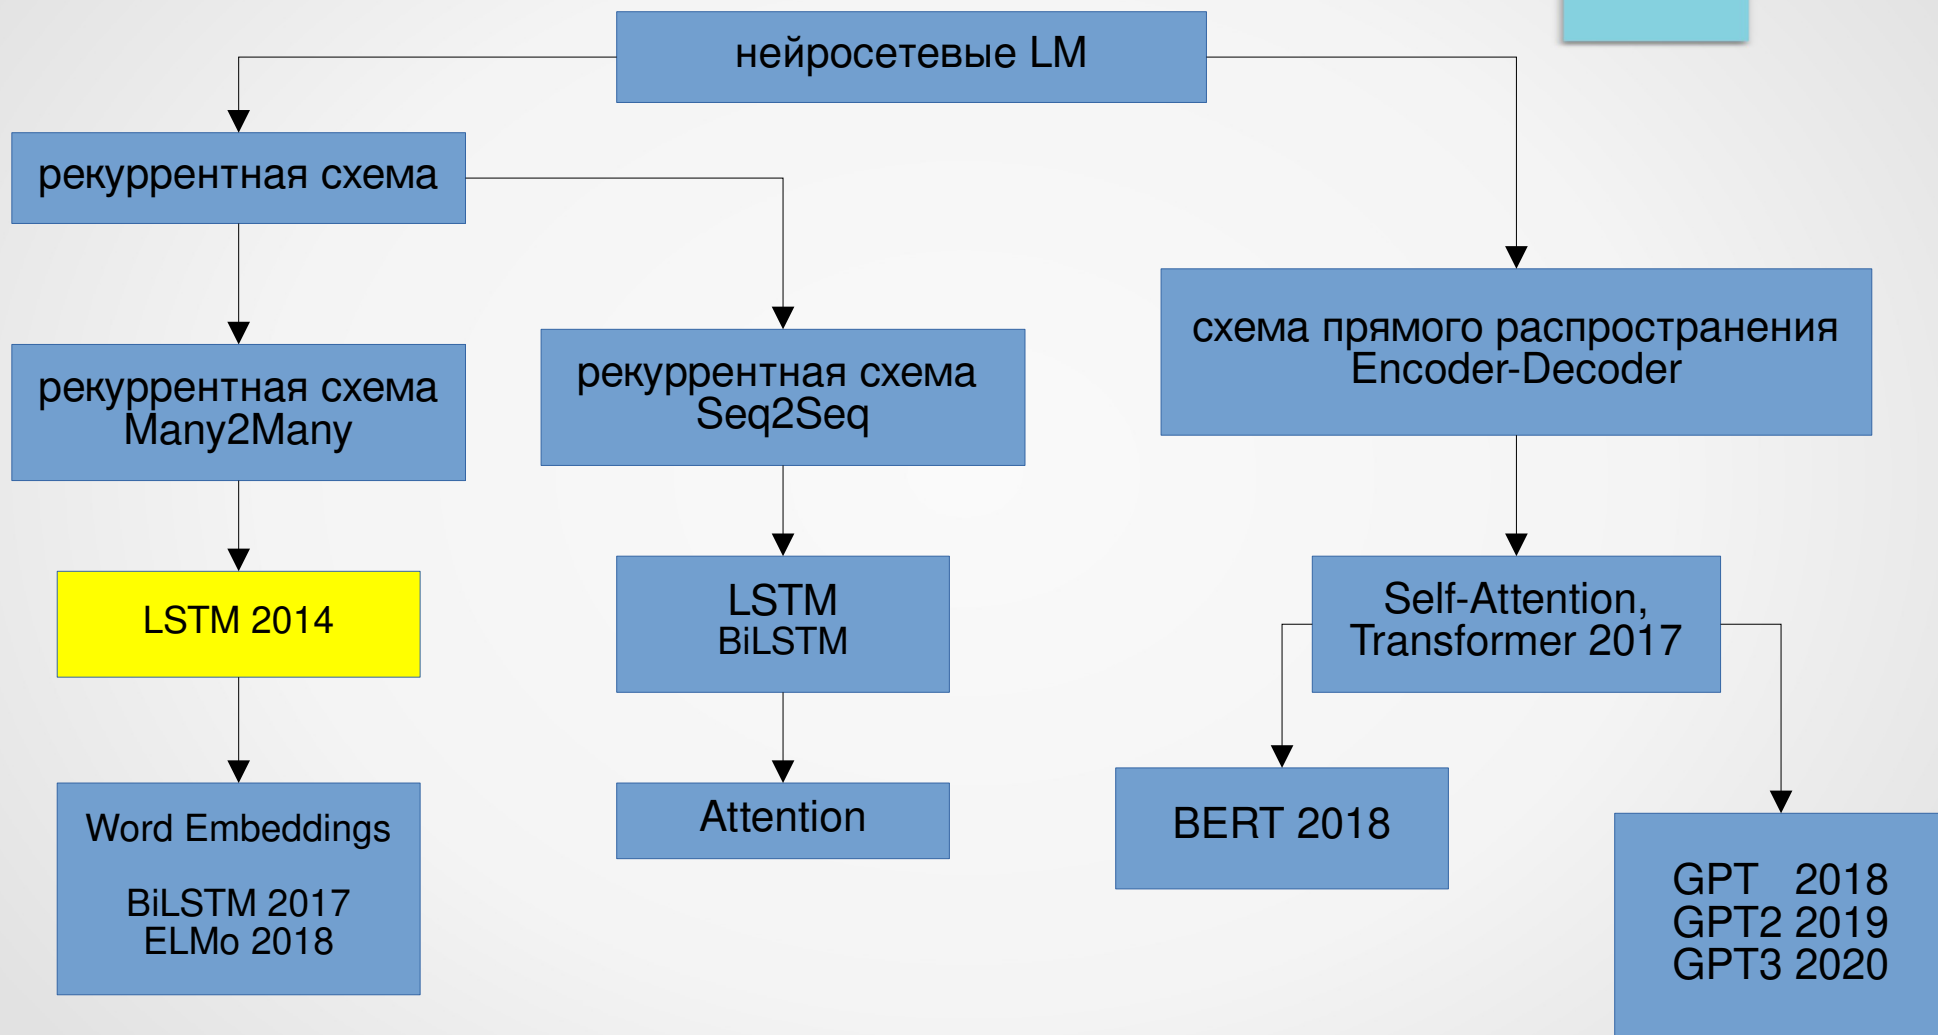 нейросетевые LM
рекуррентная схема
рекуррентная схема
Many2Many
рекуррентная схема
Seq2Seq
схема прямого распространения
Encoder-Decoder
LSTM 2014
LSTM
BiLSTM
Self-Attention,
Transformer 2017
Word Embeddings
BiLSTM 2017
ELMo 2018
Attention
BERT 2018
GPT 2018
GPT2 2019
GPT3 2020